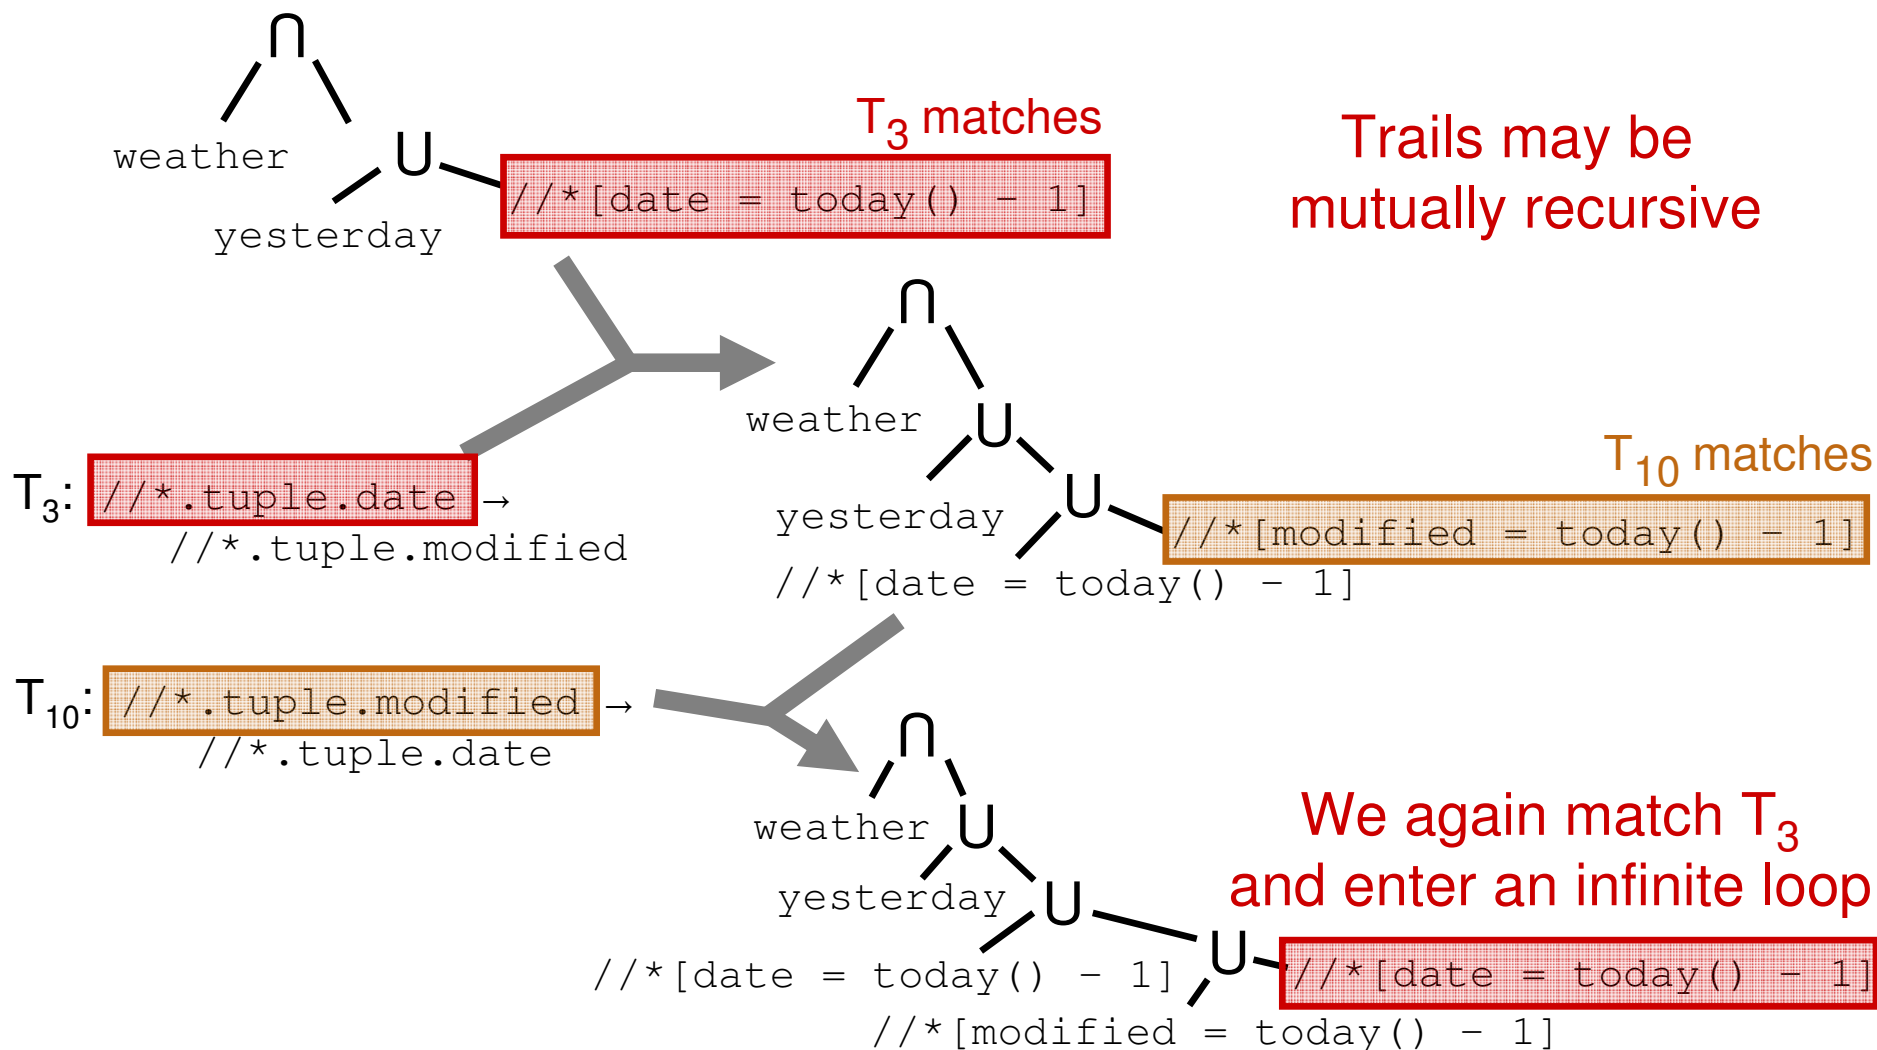 ∩
T3 matches
Trails may be
mutually recursive
weather
∪
//*[date = today() – 1]
yesterday
∩
weather
∪
T10 matches
T3: //*.tuple.date →
//*.tuple.modified
yesterday
∪
//*[modified = today() – 1]
//*[date = today() – 1]
T10: //*.tuple.modified →
//*.tuple.date
∩
weather
∪
We again match T3
and enter an infinite loop
yesterday
∪
∪
//*[date = today() – 1]
//*[date = today() – 1]
//*[modified = today() – 1]